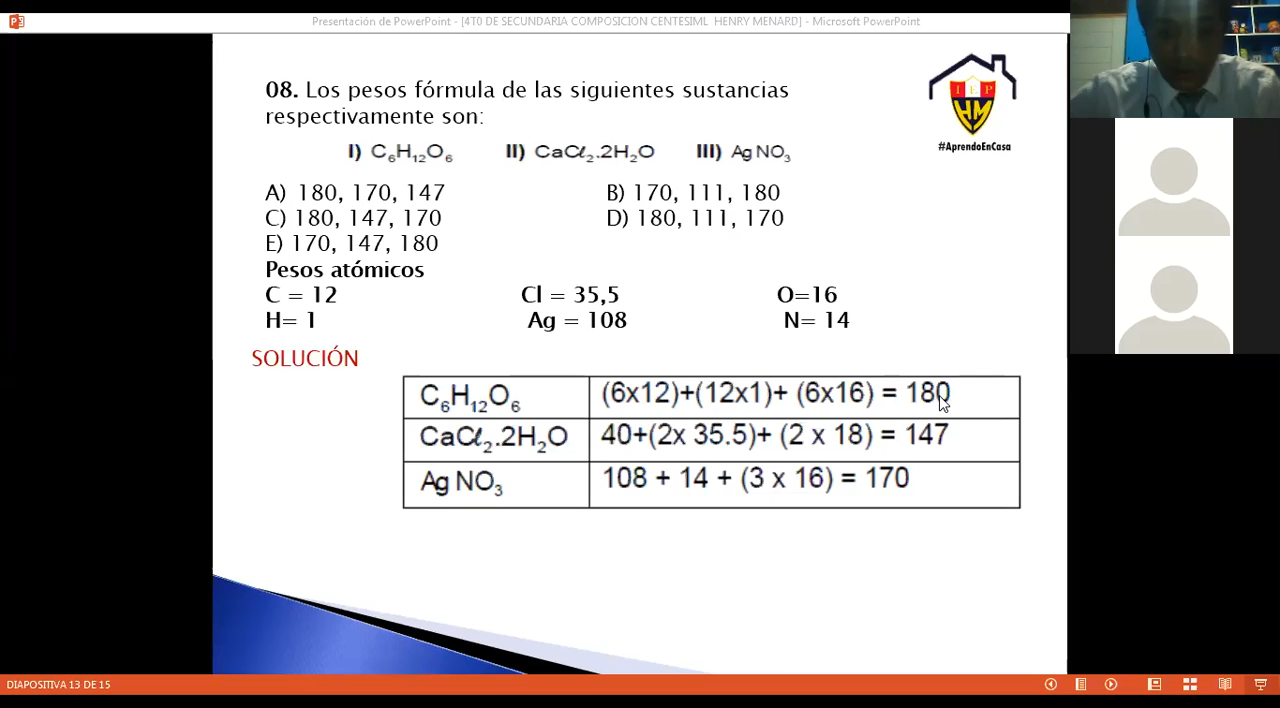 Presentación de PowerPoint - [4T0 DE SECUNDARIA COMPOSICION CENTESIML HENRY MENARD] - Microsoft PowerPoint
08. Los pesos fórmula de las siguientes sustancias
respectivamente son:
I) C₆H₁₂O₆ II) CaCℓ₂.2H₂O III) AgNO₃
A) 180, 170, 147 B) 170, 111, 180
C) 180, 147, 170 D) 180, 111, 170
E) 170, 147, 180
Pesos atómicos
C = 12 Cl = 35,5 O=16
H= 1 Ag = 108 N= 14
SOLUCIÓN
C₆H₁₂O₆ (6x12)+(12x1)+ (6x16) = 180
CaCℓ₂.2H₂O 40+(2x 35.5)+ (2 x 18) = 147
Ag NO₃ 108 + 14 + (3 x 16) = 170
I E P
HM
#AprendoEnCasa
DIAPOSITIVA 13 DE 15